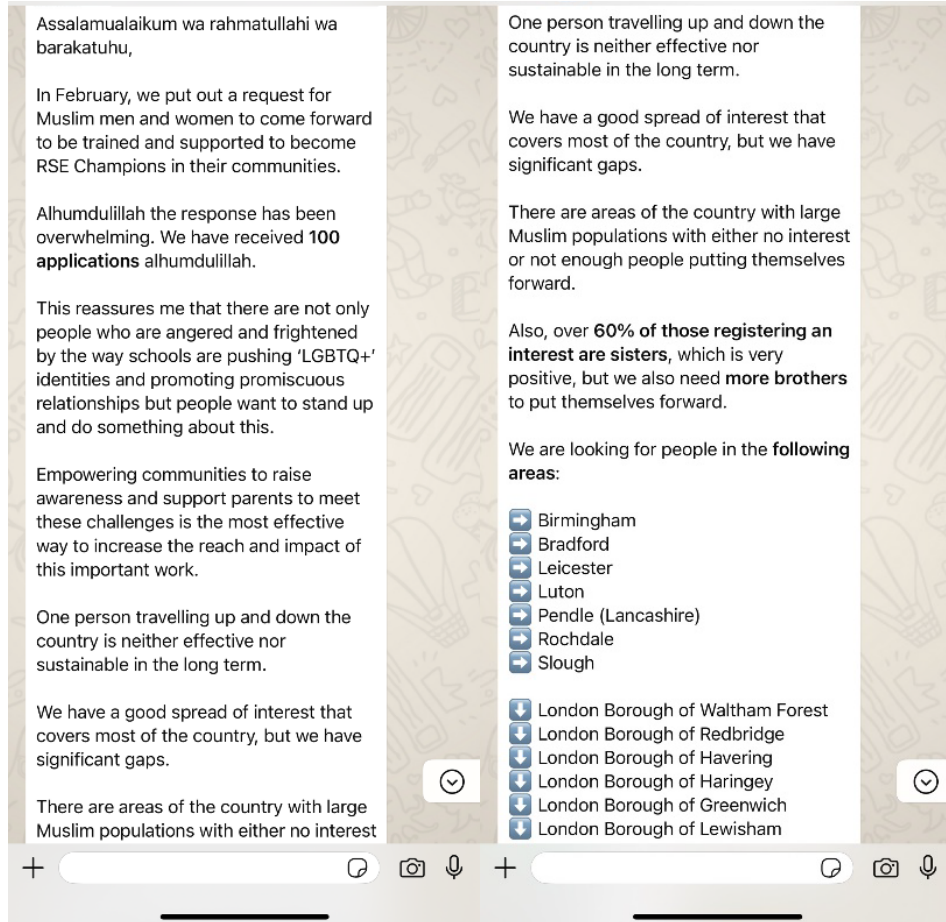 Assalamualaikum wa rahmatullahi wa
barakatuhu,
In February, we put out a request for
Muslim men and women to come forward
to be trained and supported to become
RSE Champions in their communities.
Alhumdulillah the response has been
overwhelming. We have received 100
applications alhumdulillah.
This reassures me that there are not only
people who are angered and frightened
by the way schools are pushing ‘LGBTQ+’
identities and promoting promiscuous
relationships but people want to stand up
and do something about this.
Empowering communities to raise
awareness and support parents to meet
these challenges is the most effective
way to increase the reach and impact of
this important work.
One person travelling up and down the
country is neither effective nor
sustainable in the long term.
We have a good spread of interest that
covers most of the country, but we have
significant gaps.
There are areas of the country with large
Muslim populations with either no interest
One person travelling up and down the
country is neither effective nor
sustainable in the long term.
We have a good spread of interest that
covers most of the country, but we have
significant gaps.
There are areas of the country with large
Muslim populations with either no interest
or not enough people putting themselves
forward.
Also, over 60% of those registering an
interest are sisters, which is very
positive, but we also need more brothers
to put themselves forward.
We are looking for people in the following
areas:
➡️ Birmingham
➡️ Bradford
➡️ Leicester
➡️ Luton
➡️ Pendle (Lancashire)
➡️ Rochdale
➡️ Slough
⬇️ London Borough of Waltham Forest
⬇️ London Borough of Redbridge
⬇️ London Borough of Havering
⬇️ London Borough of Haringey
⬇️ London Borough of Greenwich
⬇️ London Borough of Lewisham